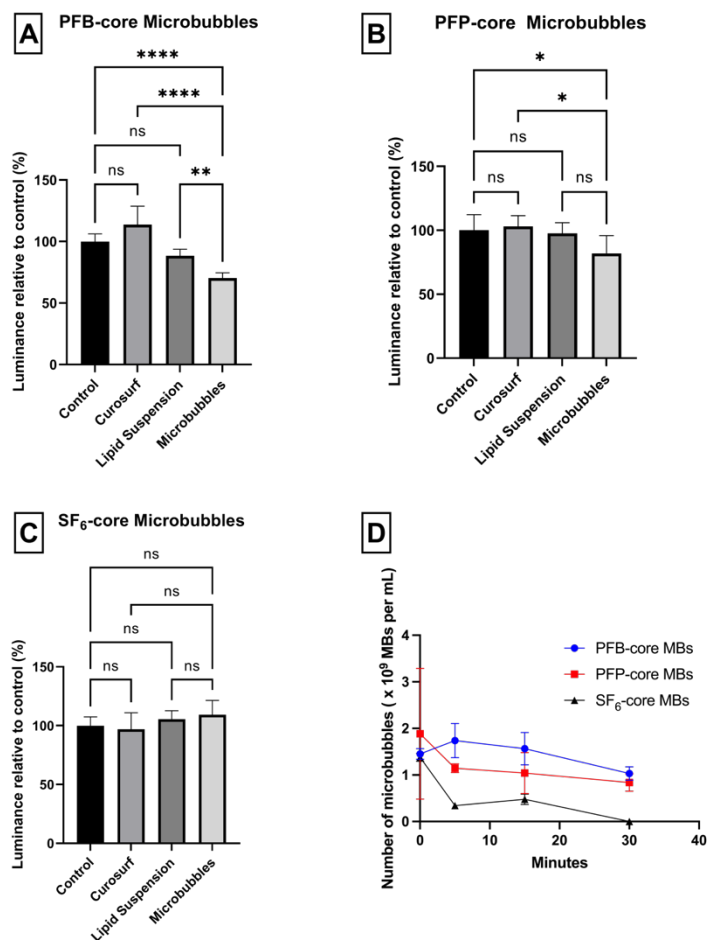 A
PFB-core Microbubbles
****
****
ns
ns
**
Luminance relative to control (%)
150
100
50
0
Control
Curosurf
Lipid Suspension
Microbubbles
B
PFP-core Microbubbles
*
*
ns
ns
ns
Luminance relative to control (%)
150
100
50
0
Control
Curosurf
Lipid Suspension
Microbubbles
C
SF₆-core Microbubbles
ns
ns
ns
ns
ns
Luminance relative to control (%)
150
100
50
0
Control
Curosurf
Lipid Suspension
Microbubbles
D
Number of microbubbles ( x 10⁹ MBs per mL)
4
3
2
1
0
0
10
20
30
40
Minutes
PFB-core MBs
PFP-core MBs
SF₆-core MBs